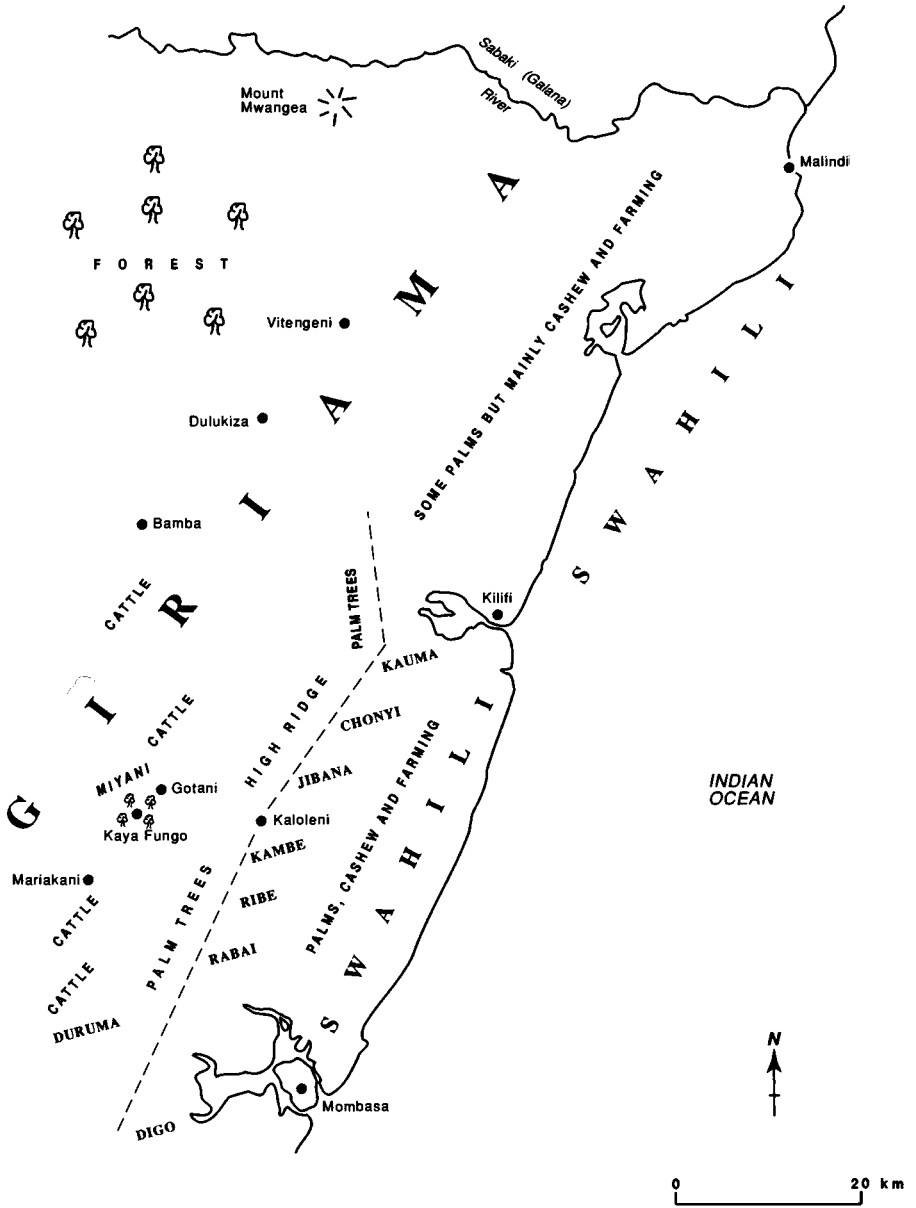 Sabaki (Galana)
River
Mount
Mwangea
Malindi
FOREST
Vitengeni
Dulukiza
Bamba
GIRIAMA
SOME PALMS BUT MAINLY CASHEW AND FARMING
SWAHILI
CATTLE
PALM TREES
Kilifi
KAUMA
CATTLE
HIGH RIDGE
CHONYI
JIBANA
MIYANI
Gotani
Kaya Fungo
Kaloleni
KAMBE
PALMS, CASHEW AND FARMING
SWAHILI
INDIAN
OCEAN
Mariakani
CATTLE
PALM TREES
RIBE
RABAI
CATTLE
DURUMA
DIGO
Mombasa
N
0 20 km